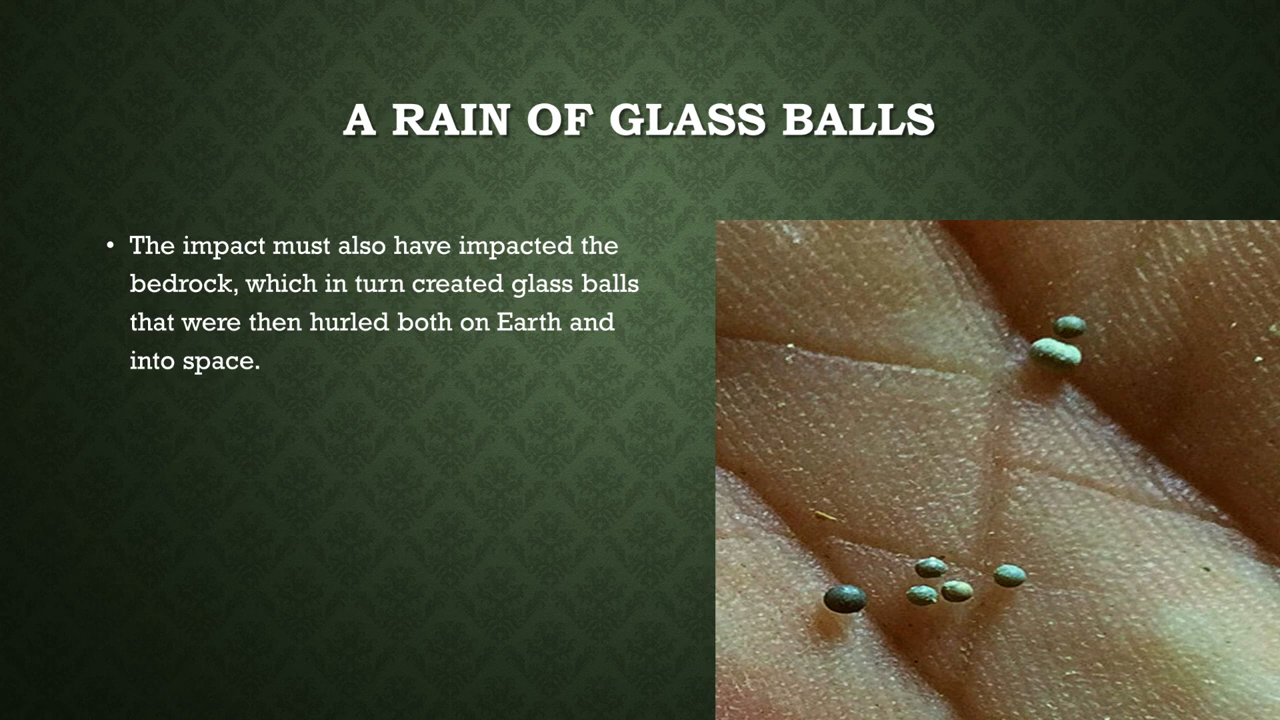 A RAIN OF GLASS BALLS
• The impact must also have impacted the
bedrock, which in turn created glass balls
that were then hurled both on Earth and
into space.